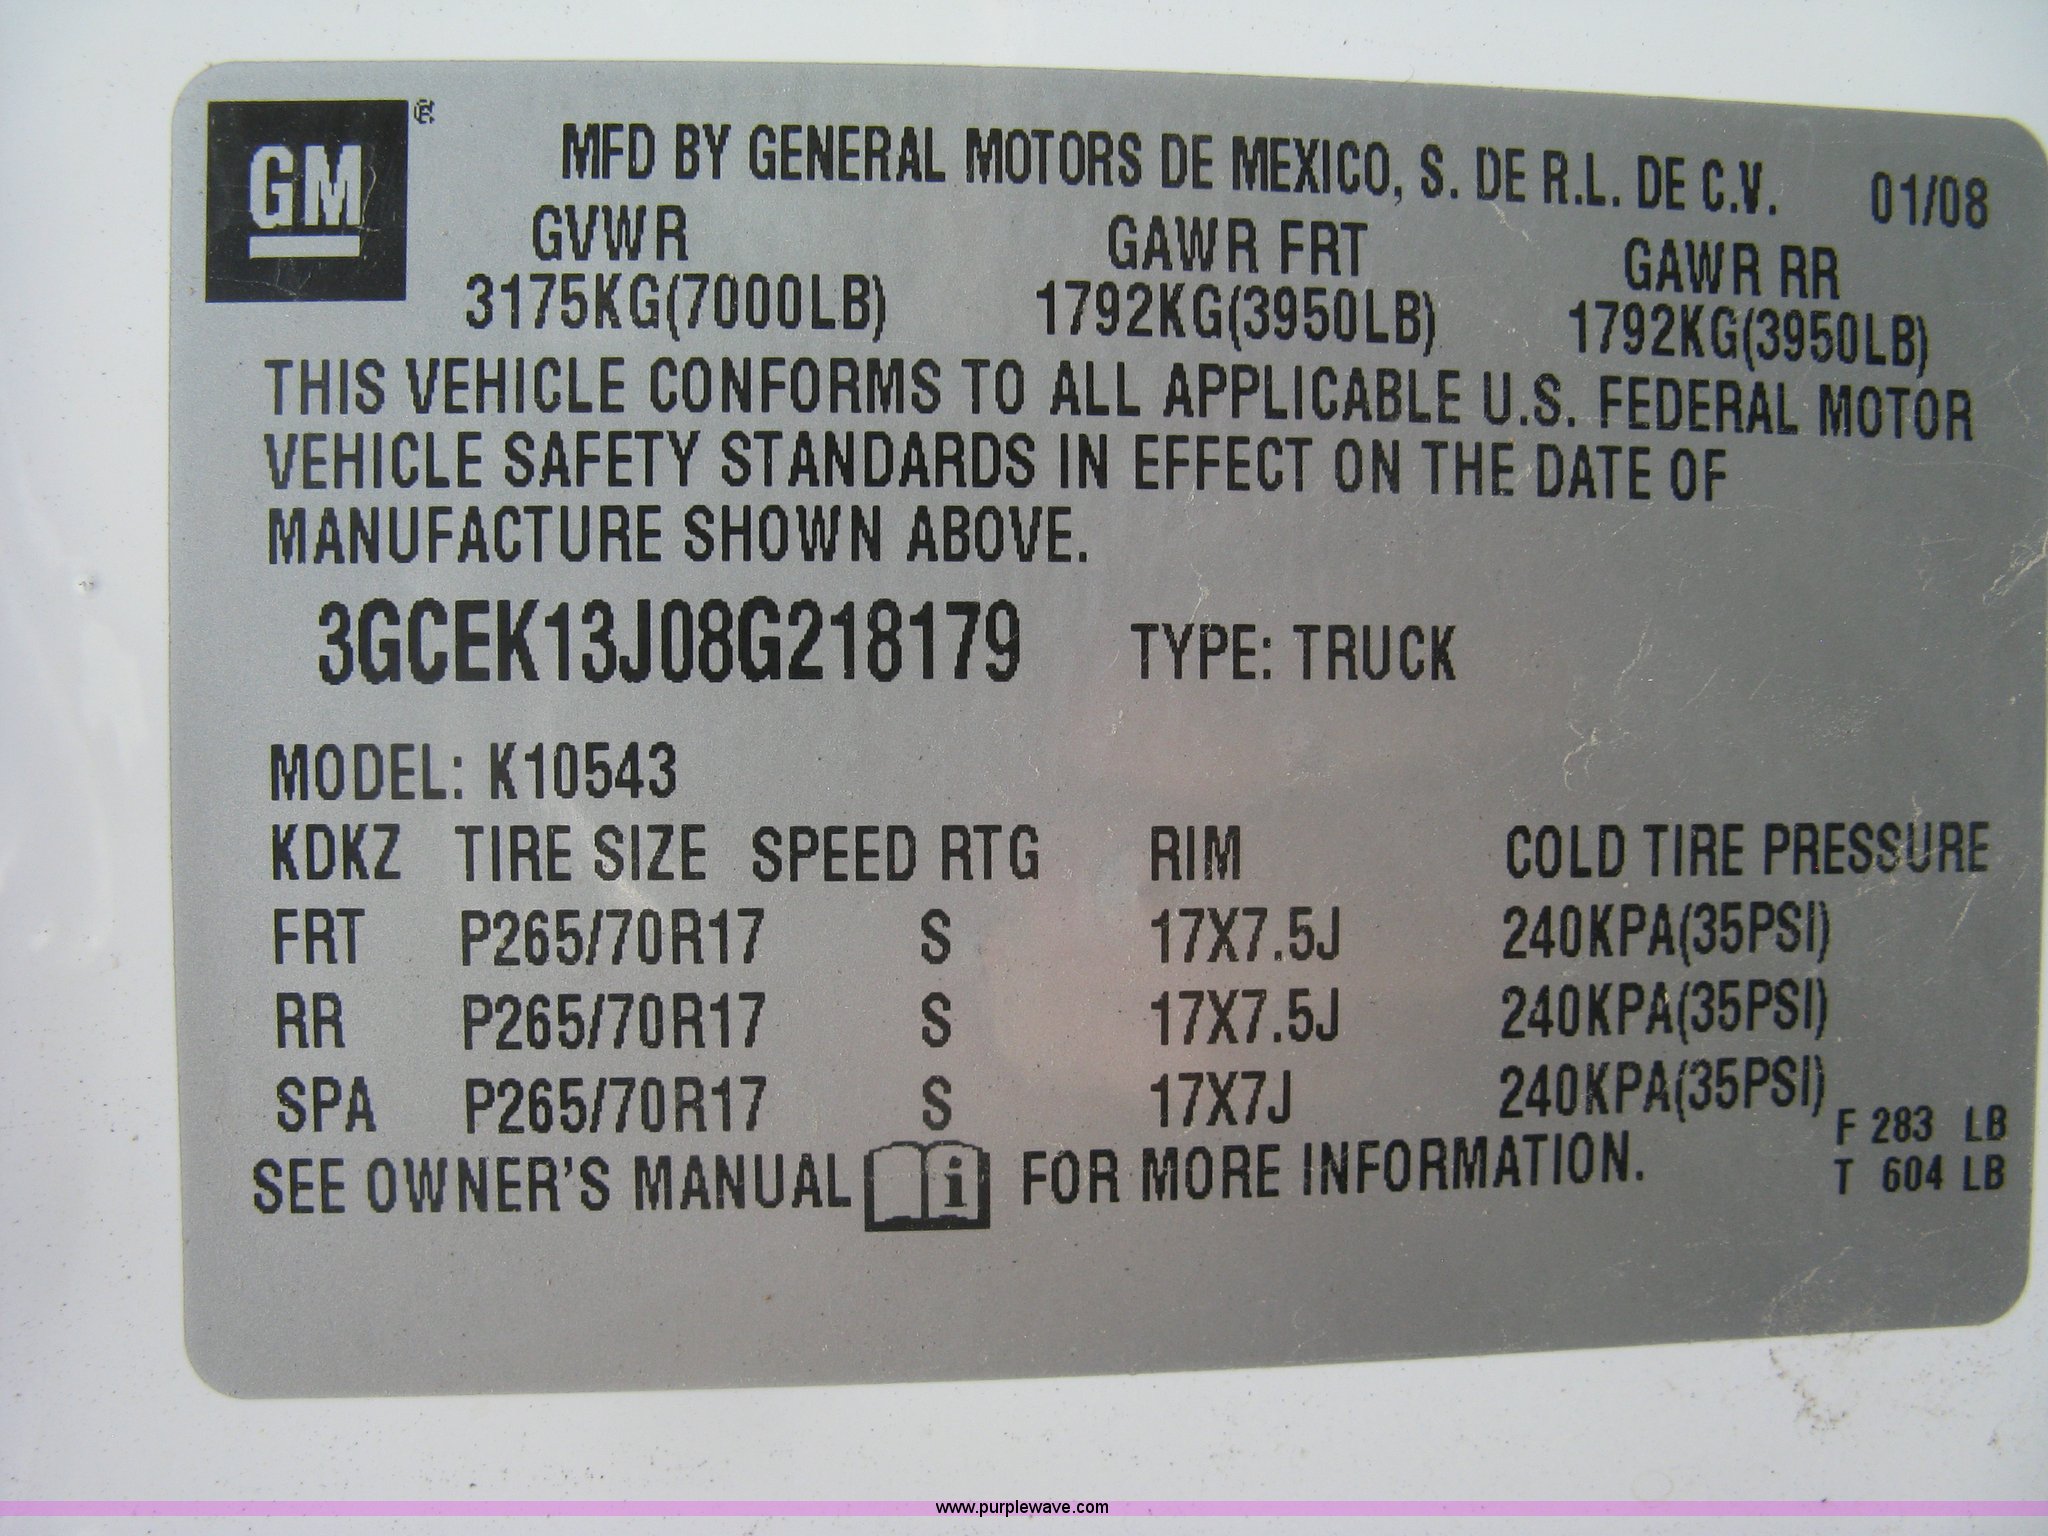 GM ®
MFD BY GENERAL MOTORS DE MEXICO, S. DE R.L. DE C.V. 01/08
GVWR GAWR FRT GAWR RR
3175KG(7000LB) 1792KG(3950LB) 1792KG(3950LB)
THIS VEHICLE CONFORMS TO ALL APPLICABLE U.S. FEDERAL MOTOR
VEHICLE SAFETY STANDARDS IN EFFECT ON THE DATE OF
MANUFACTURE SHOWN ABOVE.
3GCEK13J08G218179 TYPE: TRUCK
MODEL: K10543
KDKZ TIRE SIZE SPEED RTG RIM COLD TIRE PRESSURE
FRT P265/70R17 S 17X7.5J 240KPA(35PSI)
RR P265/70R17 S 17X7.5J 240KPA(35PSI)
SPA P265/70R17 S 17X7J 240KPA(35PSI)
F 283 LB
T 604 LB
SEE OWNER'S MANUAL i FOR MORE INFORMATION.
www.purplewave.com